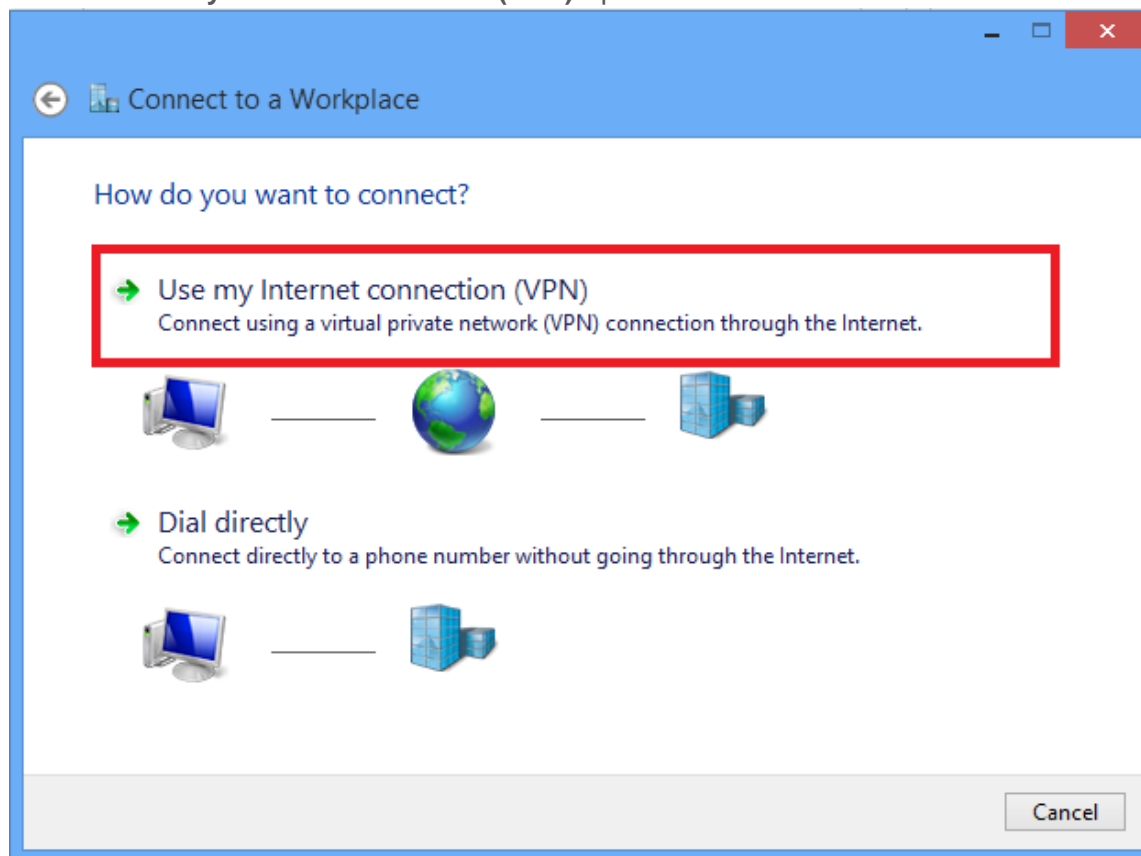 (VPN)
Connect to a Workplace
How do you want to connect?
Use my Internet connection (VPN)
Connect using a virtual private network (VPN) connection through the Internet.
Dial directly
Connect directly to a phone number without going through the Internet.
Cancel